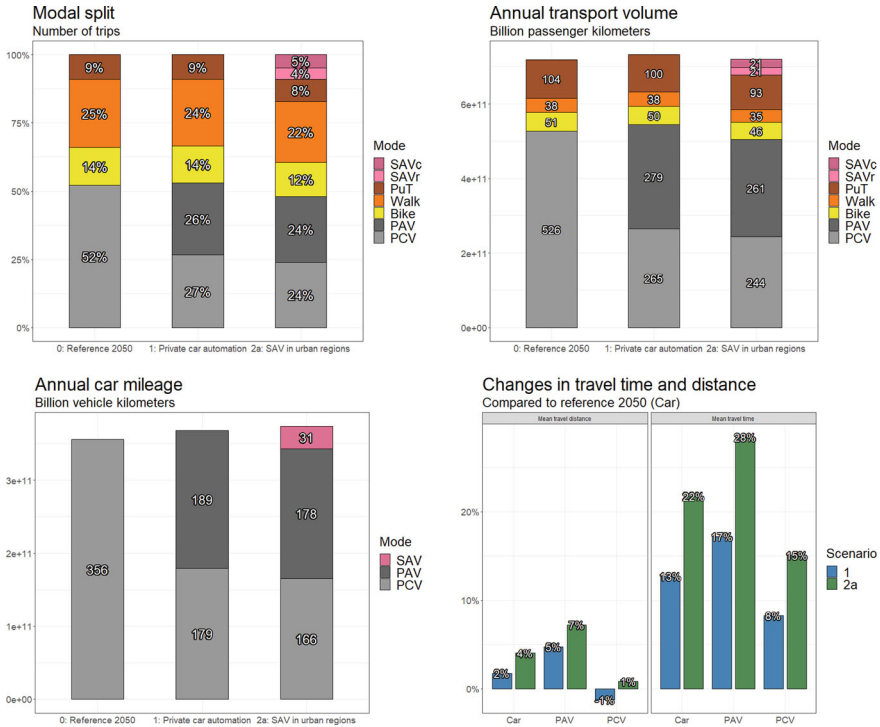 Modal split
Number of trips
100%
75%
50%
25%
0%
9%
25%
14%
52%
9%
24%
14%
26%
27%
5%
4%
8%
22%
12%
24%
24%
0: Reference 2050
1: Private car automation
2a: SAV in urban regions
Mode
SAVc
SAVr
PuT
Walk
Bike
PAV
PCV
Annual transport volume
Billion passenger kilometers
6e+11
4e+11
2e+11
0e+00
104
38
51
526
100
38
50
279
265
21
21
93
35
46
261
244
0: Reference 2050
1: Private car automation
2a: SAV in urban regions
Mode
SAVc
SAVr
PuT
Walk
Bike
PAV
PCV
Annual car mileage
Billion vehicle kilometers
3e+11
2e+11
1e+11
0e+00
356
189
179
31
178
166
0: Reference 2050
1: Private car automation
2a: SAV in urban regions
Mode
SAV
PAV
PCV
Changes in travel time and distance
Compared to reference 2050 (Car)
Mean travel distance
Mean travel time
20%
10%
0%
2%
4%
5%
7%
-1%
1%
13%
22%
17%
28%
8%
15%
Car
PAV
PCV
Car
PAV
PCV
Scenario
1
2a